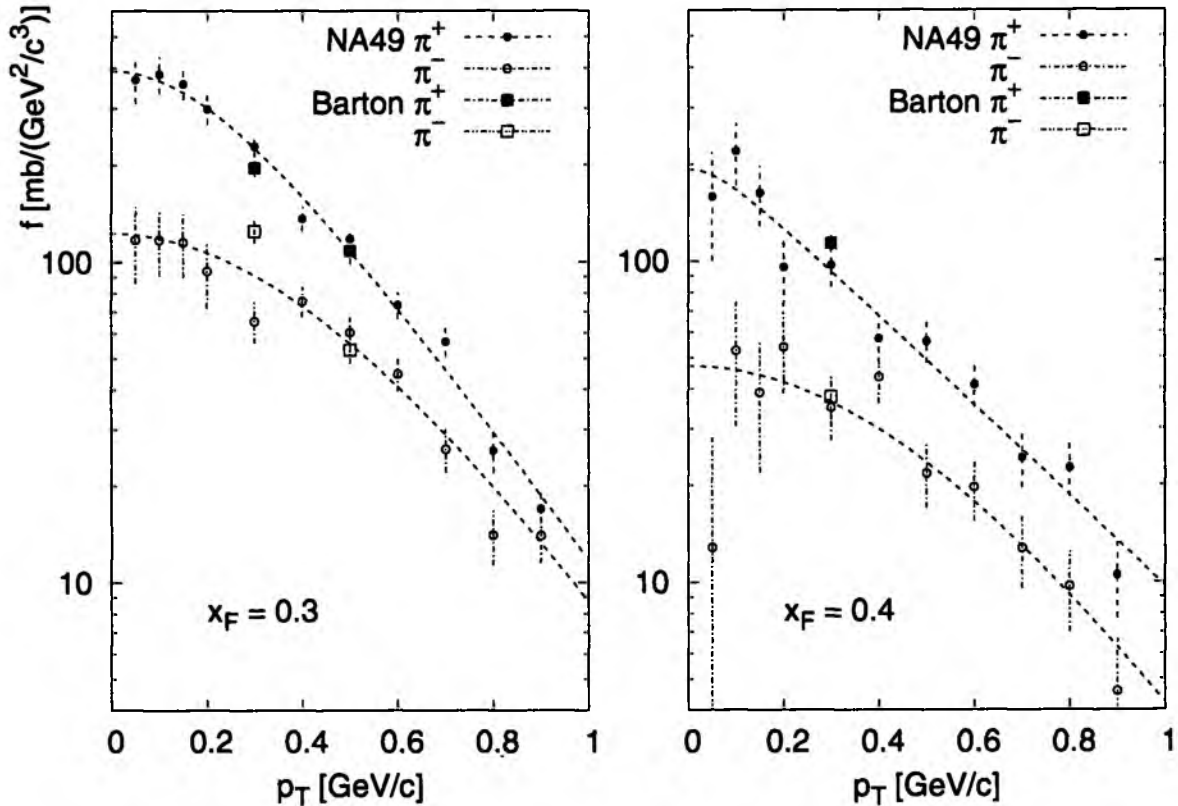 f [mb/(GeV²/c³)]
NA49 π⁺
π⁻
Barton π⁺
π⁻
100
10
x_F = 0.3
0 0.2 0.4 0.6 0.8 1
p_T [GeV/c]
NA49 π⁺
π⁻
Barton π⁺
π⁻
100
10
x_F = 0.4
0 0.2 0.4 0.6 0.8 1
p_T [GeV/c]